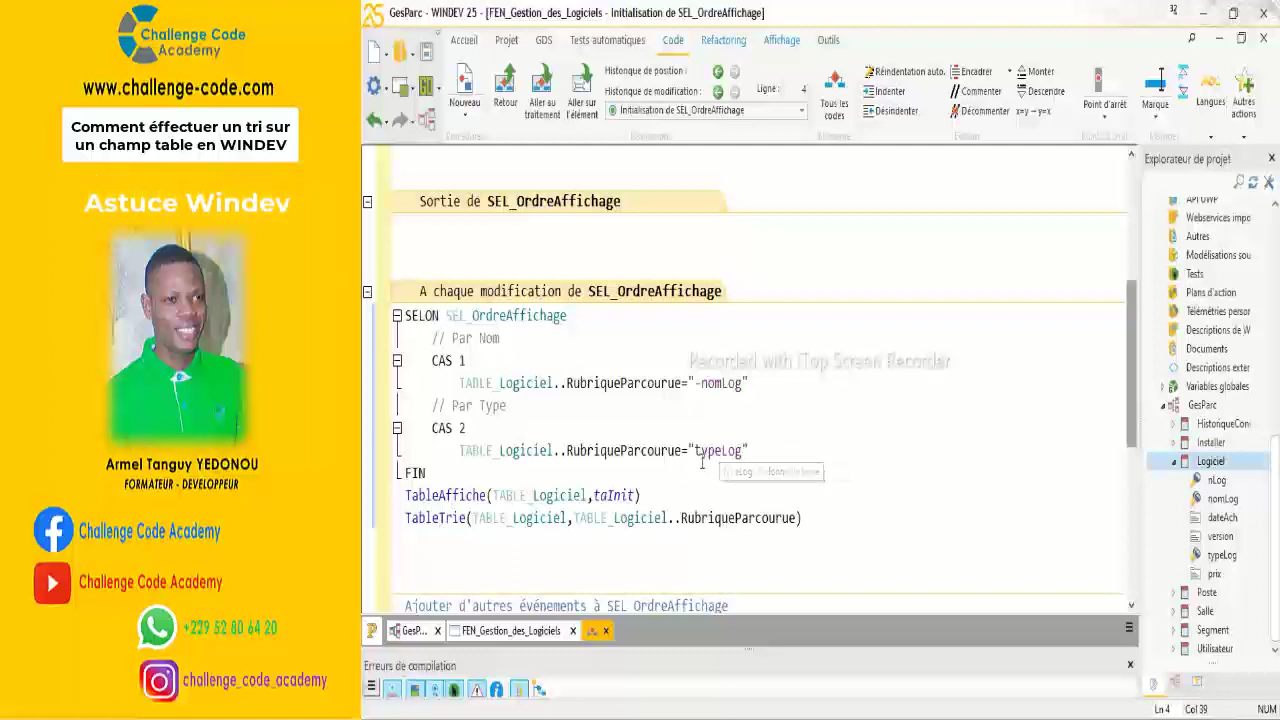 Challenge Code
Academy
www.challenge-code.com
Comment éffectuer un tri sur
un champ table en WINDEV
Astuce Windev
Armel Tanguy YEDONOU
FORMATEUR - DEVELOPPEUR
Challenge Code Academy
Challenge Code Academy
+229 52 80 64 20
challenge_code_academy
25
GesParc - WINDEV 25 - [FEN_Gestion_des_Logiciels - Initialisation de SEL_OrdreAffichage]
32
Accueil Projet GDS Tests automatiques Code Refactoring Affichage Outils
Nouveau
Retour
Aller au
traitement
Aller sur
l'élément
Historique de position :
Historique de modification :
Ligne : 4
Initialisation de SEL_OrdreAffichage
Tous les
codes
Réindentation auto.
Indenter
Désindenter
Encadrer
Commenter
Décommenter
Monter
Descendre
x=y→y=x
Point d'arrêt
Marque
Langues
Autres
actions
Sortie de SEL_OrdreAffichage
A chaque modification de SEL_OrdreAffichage
SELON SEL_OrdreAffichage
// Par Nom
CAS 1
TABLE_Logiciel..RubriqueParcourue="-nomLog"
// Par Type
CAS 2
TABLE_Logiciel..RubriqueParcourue="typeLog"
FIN
TableAffiche(TABLE_Logiciel,taInit)
TableTrie(TABLE_Logiciel,TABLE_Logiciel..RubriqueParcourue)
Recorded with iTop Screen Recorder
Ajouter d'autres événements à SEL_OrdreAffichage
GesP... x
FEN_Gestion_des_Logiciels x
x
Erreurs de compilation
Explorateur de projet
API UWP
Webservices impo
Autres
Modélisations sou
Tests
Plans d'action
Télémétries persor
Descriptions de W
Documents
Descriptions exter
Variables globales
GesParc
HistoriqueCon
Installer
Logiciel
nLog
nomLog
dateAch
version
typeLog
prix
Poste
Salle
Segment
Utilisateur
Ln 4 Col 39 NUM